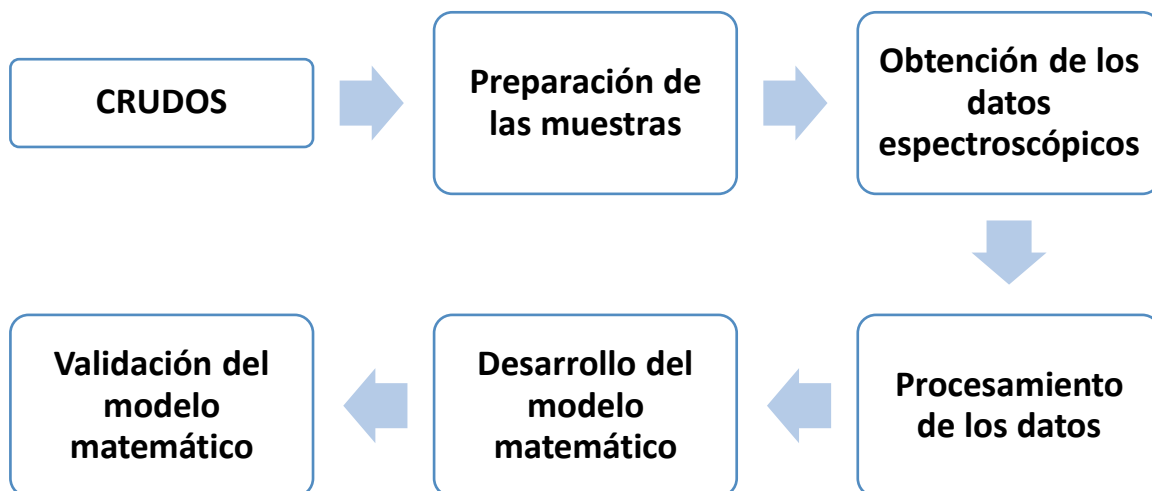 CRUDOS
Preparación de
las muestras
Obtención de los
datos
espectroscópicos
Procesamiento
de los datos
Desarrollo del
modelo
matemático
Validación del
modelo
matemático